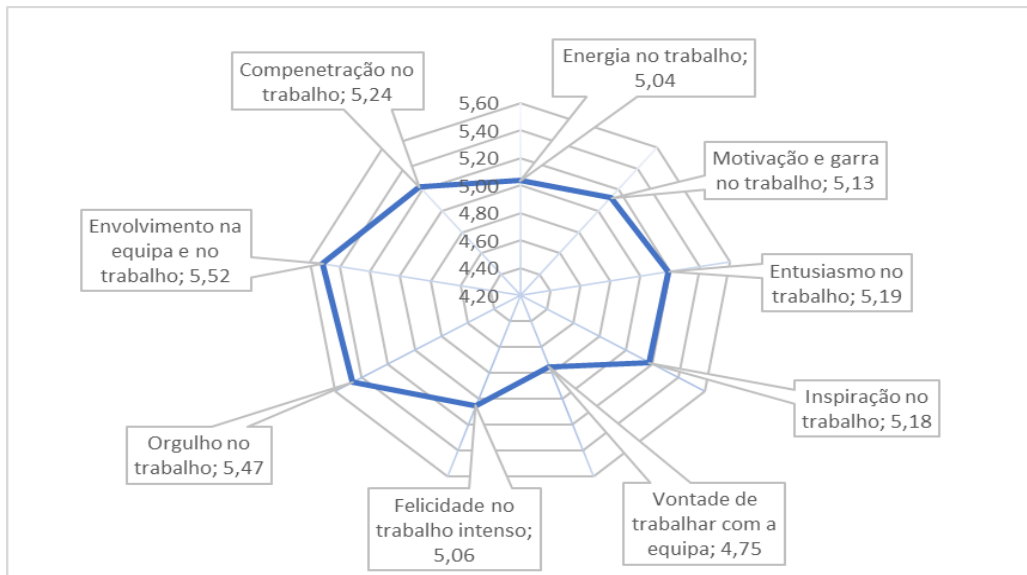 Energia no trabalho;
5,04
Motivação e garra
no trabalho; 5,13
Entusiasmo no
trabalho; 5,19
Inspiração no
trabalho; 5,18
Vontade de
trabalhar com a
equipa; 4,75
Felicidade no
trabalho intenso;
5,06
Orgulho no
trabalho; 5,47
Envolvimento na
equipa e no
trabalho; 5,52
Compenetração no
trabalho; 5,24
5,60
5,40
5,20
5,00
4,80
4,60
4,40
4,20